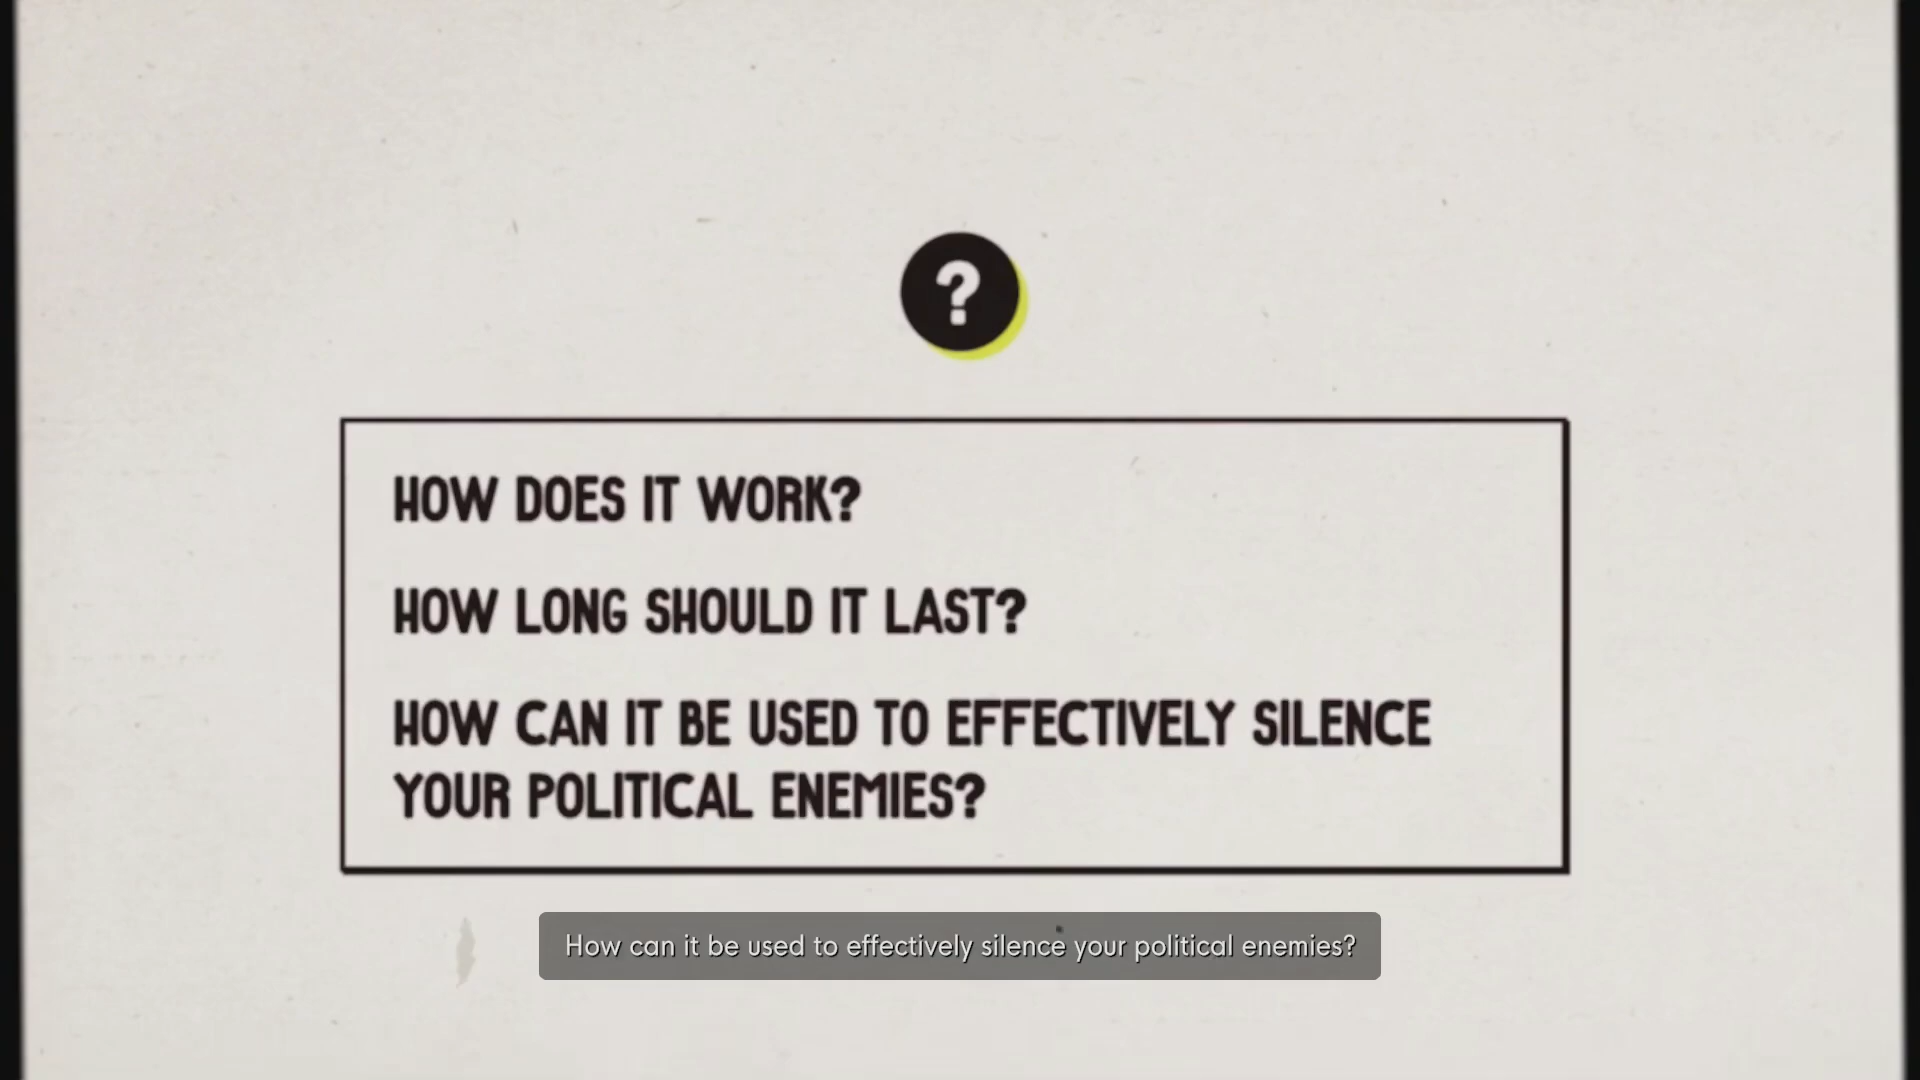 ?
HOW DOES IT WORK?
HOW LONG SHOULD IT LAST?
HOW CAN IT BE USED TO EFFECTIVELY SILENCE
YOUR POLITICAL ENEMIES?
How can it be used to effectively silence your political enemies?